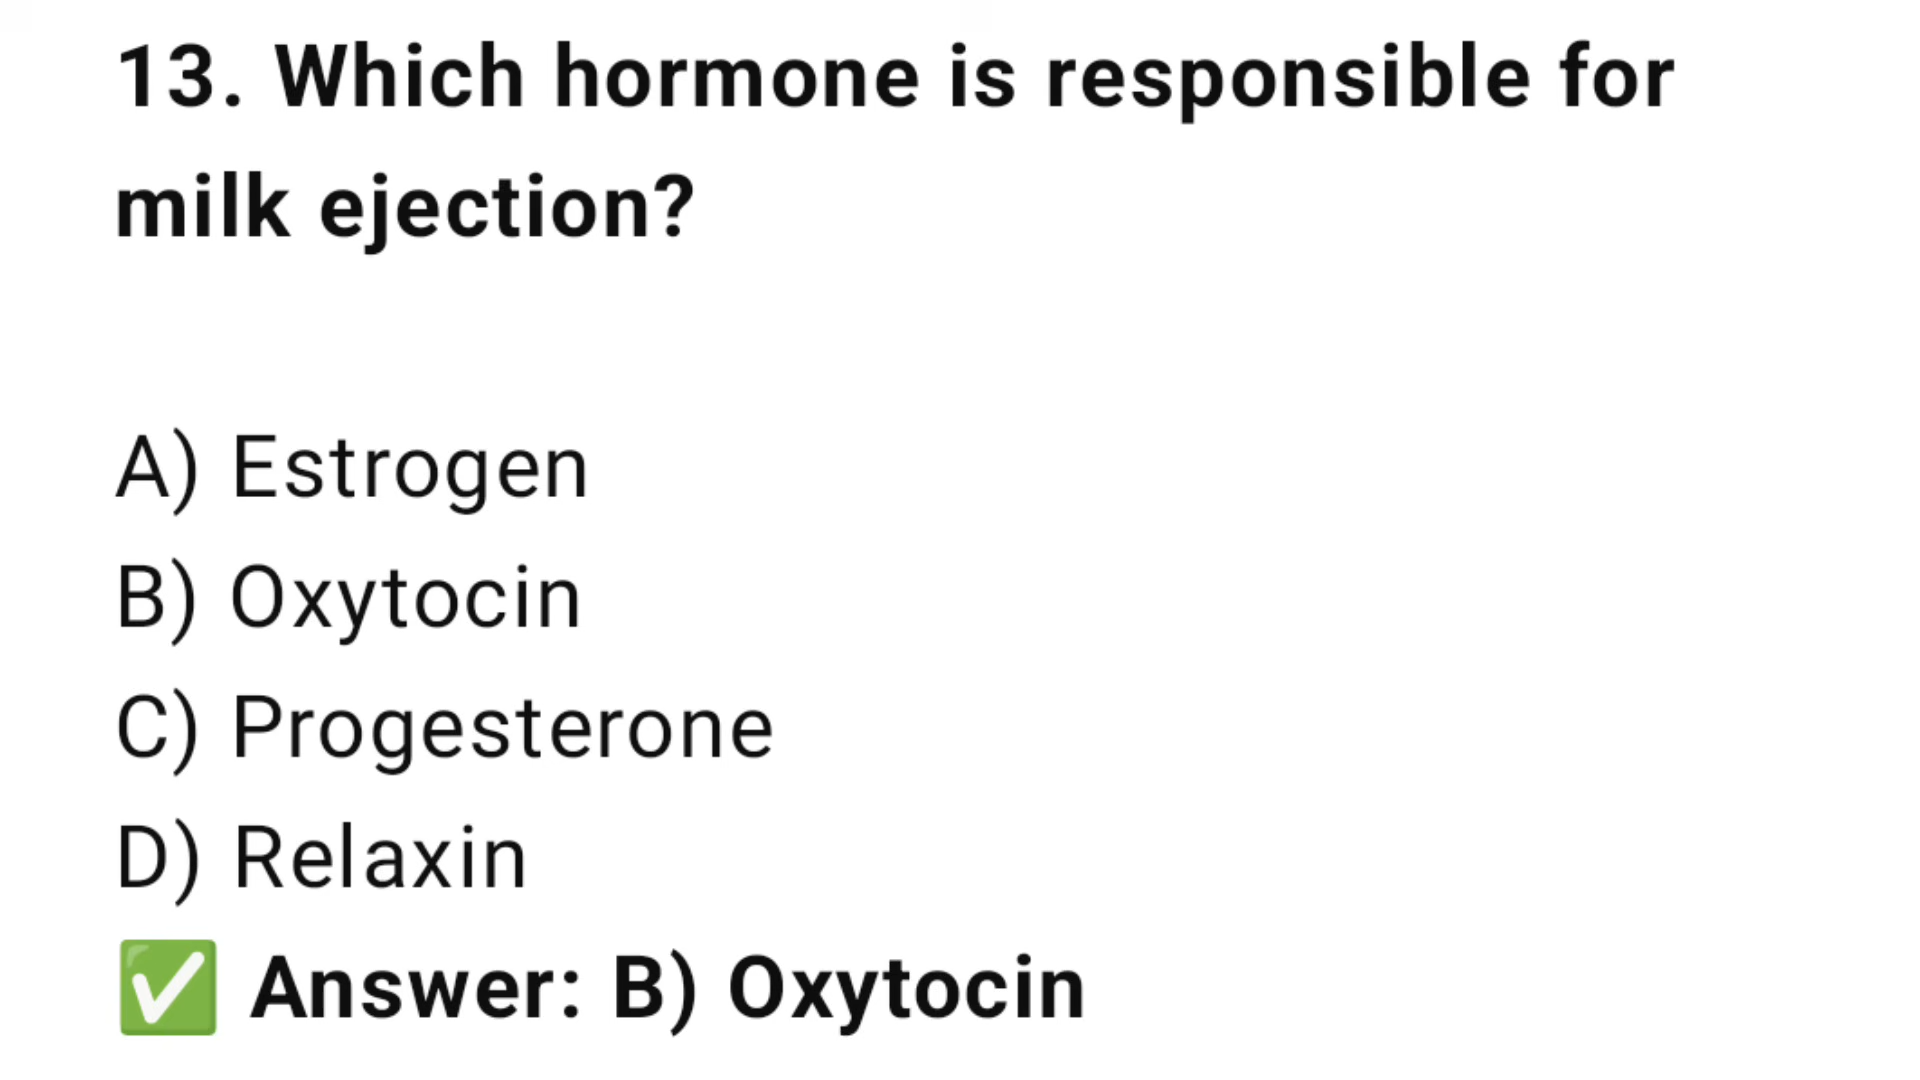 13. Which hormone is responsible for
milk ejection?
A) Estrogen
B) Oxytocin
C) Progesterone
D) Relaxin
✅ Answer: B) Oxytocin